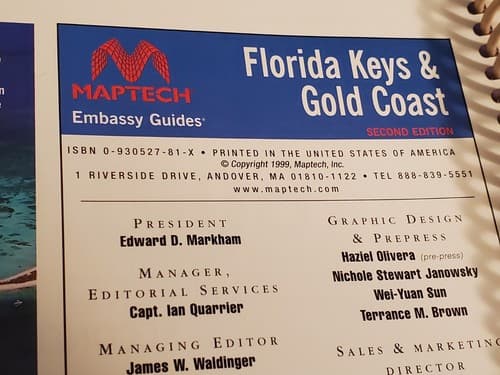 MAPTECH
Embassy Guides®
Florida Keys &
Gold Coast
SECOND EDITION
ISBN 0-930527-81-X • PRINTED IN THE UNITED STATES OF AMERICA
© Copyright 1999, Maptech, Inc.
1 RIVERSIDE DRIVE, ANDOVER, MA 01810-1122 • TEL 888-839-5551
www.maptech.com
PRESIDENT
Edward D. Markham
MANAGER,
EDITORIAL SERVICES
Capt. Ian Quarrier
MANAGING EDITOR
James W. Waldinger
GRAPHIC DESIGN
& PREPRESS
Haziel Olivera (pre-press)
Nichole Stewart Janowsky
Wei-Yuan Sun
Terrance M. Brown
SALES & MARKETING
DIRECTOR